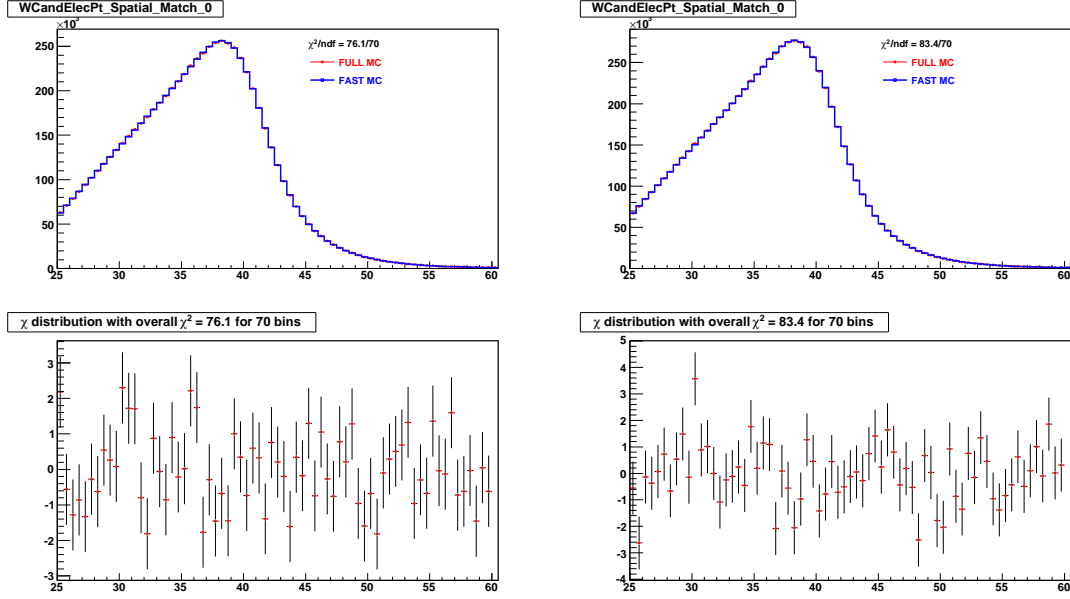 WCandElecPt_Spatial_Match_0
×10³
250
200
150
100
50
0
25 30 35 40 45 50 55 60
χ²/ndf = 76.1/70
FULL MC
FAST MC
WCandElecPt_Spatial_Match_0
×10³
250
200
150
100
50
0
25 30 35 40 45 50 55 60
χ²/ndf = 83.4/70
FULL MC
FAST MC
χ distribution with overall χ² = 76.1 for 70 bins
3
2
1
0
-1
-2
-3
25 30 35 40 45 50 55 60
χ distribution with overall χ² = 83.4 for 70 bins
5
4
3
2
1
0
-1
-2
-3
-4
25 30 35 40 45 50 55 60